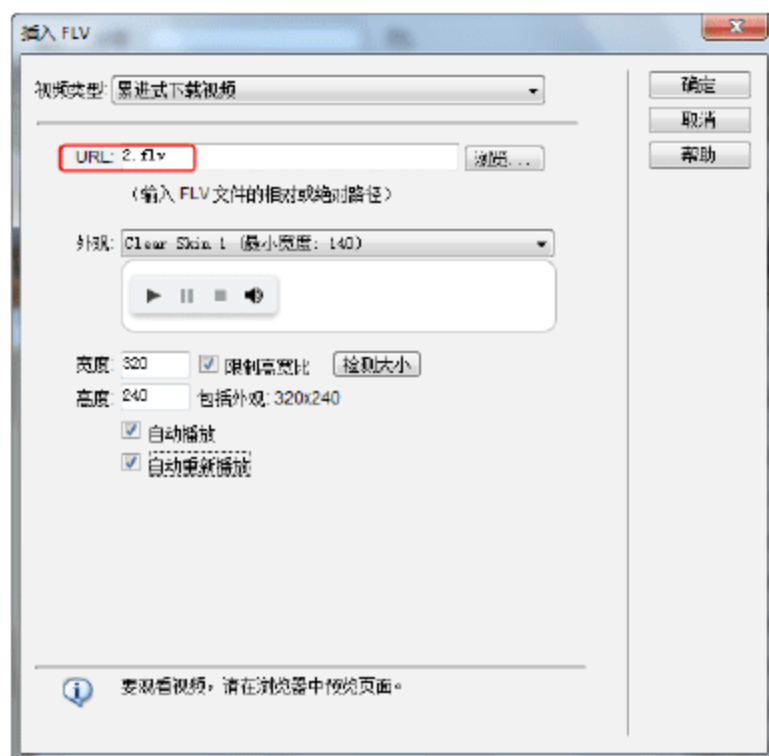 插入 FLV
视频类型: 累进式下载视频
确定
取消
帮助
URL: 2.flv
浏览...
(输入 FLV 文件的相对或绝对路径)
外观: Clear Skin 1 (最小宽度: 140)
宽度: 320 限制高宽比 检测大小
高度: 240 包括外观: 320x240
自动播放
自动重新播放
要观看视频，请在浏览器中预览页面。